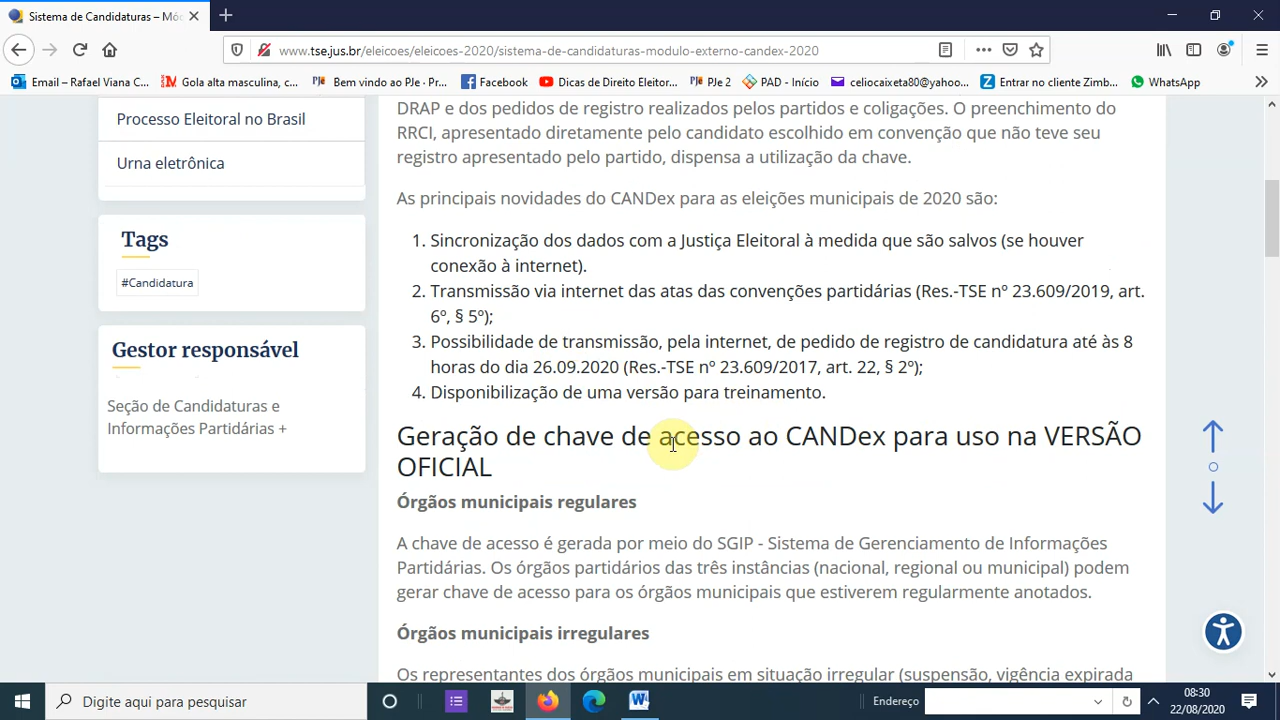 Sistema de Candidaturas – Mód
www.tse.jus.br/eleicoes/eleicoes-2020/sistema-de-candidaturas-modulo-externo-candex-2020
Email – Rafael Viana C... Gola alta masculina, c... Bem vindo ao PJe - Pr... Facebook Dicas de Direito Eleitor... PJe 2 PAD - Início celiocaixeta80@yahoo... Entrar no cliente Zimb... WhatsApp
Processo Eleitoral no Brasil
Urna eletrônica
Tags
#Candidatura
Gestor responsável
Seção de Candidaturas e
Informações Partidárias +
DRAP e dos pedidos de registro realizados pelos partidos e coligações. O preenchimento do
RRCI, apresentado diretamente pelo candidato escolhido em convenção que não teve seu
registro apresentado pelo partido, dispensa a utilização da chave.
As principais novidades do CANDex para as eleições municipais de 2020 são:
1. Sincronização dos dados com a Justiça Eleitoral à medida que são salvos (se houver
conexão à internet).
2. Transmissão via internet das atas das convenções partidárias (Res.-TSE nº 23.609/2019, art.
6º, § 5º);
3. Possibilidade de transmissão, pela internet, de pedido de registro de candidatura até às 8
horas do dia 26.09.2020 (Res.-TSE nº 23.609/2017, art. 22, § 2º);
4. Disponibilização de uma versão para treinamento.
Geração de chave de acesso ao CANDex para uso na VERSÃO
OFICIAL
Órgãos municipais regulares
A chave de acesso é gerada por meio do SGIP - Sistema de Gerenciamento de Informações
Partidárias. Os órgãos partidários das três instâncias (nacional, regional ou municipal) podem
gerar chave de acesso para os órgãos municipais que estiverem regularmente anotados.
Órgãos municipais irregulares
Os representantes dos órgãos municipais em situação irregular (suspensão, vigência expirada
Digite aqui para pesquisar
Endereço
08:30
22/08/2020